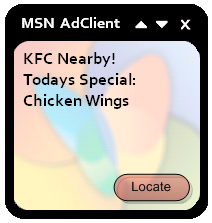 MSN AdClient
KFC Nearby!
Todays Special:
Chicken Wings
Locate